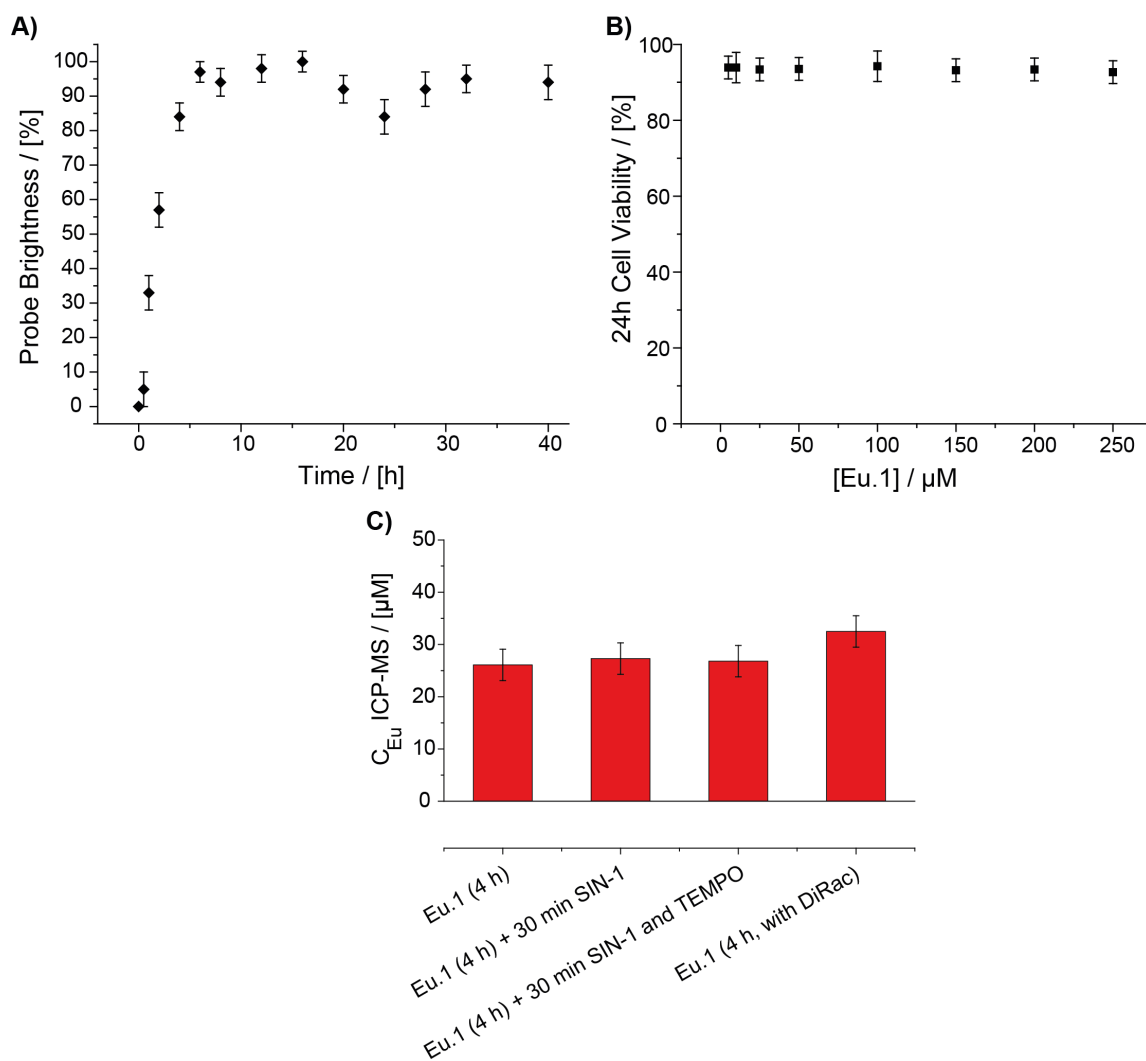 A)
Probe Brightness / [%]
100
90
80
70
60
50
40
30
20
10
0
0
10
20
30
40
Time / [h]
B)
24h Cell Viability / [%]
100
80
60
40
20
0
0
50
100
150
200
250
[Eu.1] / µM
C)
C_Eu ICP-MS / [µM]
50
40
30
20
10
0
Eu.1 (4 h)
Eu.1 (4 h) + 30 min SIN-1
Eu.1 (4 h) + 30 min SIN-1 and TEMPO
Eu.1 (4 h, with DiRac)